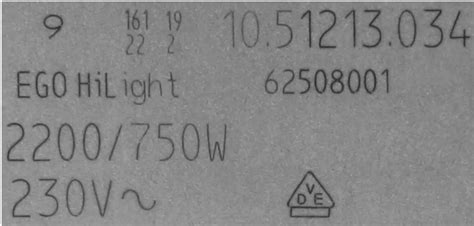 9 161 19 10.51213.034
22 2
EGO HiLight 62508001
2200/750W
230V~
VDE